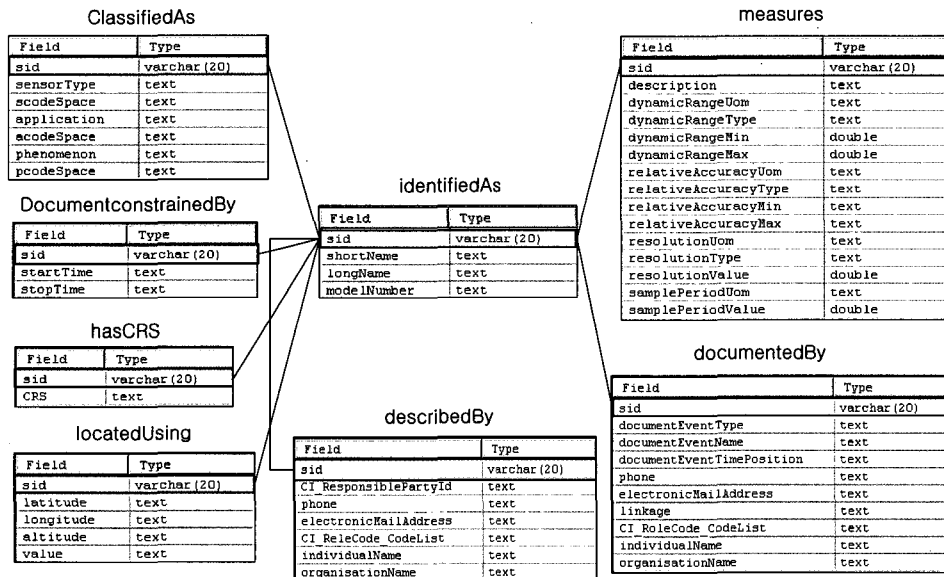 ClassifiedAs
Field Type
sid varchar(20)
sensorType text
scodeSpace text
application text
acodeSpace text
phenomenon text
pcodeSpace text
DocumentconstrainedBy
Field Type
sid varchar(20)
startTime text
stopTime text
hasCRS
Field Type
sid varchar(20)
CRS text
locatedUsing
Field Type
sid varchar(20)
latitude text
longitude text
altitude text
value text
identifiedAs
Field Type
sid varchar(20)
shortName text
longName text
modelNumber text
describedBy
Field Type
sid varchar(20)
CI_ResponsiblePartyId text
phone text
electronicMailAddress text
CI_ReleCode_CodeList text
individualName text
organisationName text
measures
Field Type
sid varchar(20)
description text
dynamicRangeUom text
dynamicRangeType text
dynamicRangeMin double
dynamicRangeMax double
relativeAccuracyUom text
relativeAccuracyType text
relativeAccuracyMin text
relativeAccuracyMax text
resolutionUom text
resolutionType text
resolutionValue double
samplePeriodUom text
samplePeriodValue double
documentedBy
Field Type
sid varchar(20)
documentEventType text
documentEventName text
documentEventTimePosition text
phone text
electronicMailAddress text
linkage text
CI_RoleCode_CodeList text
individualName text
organisationName text